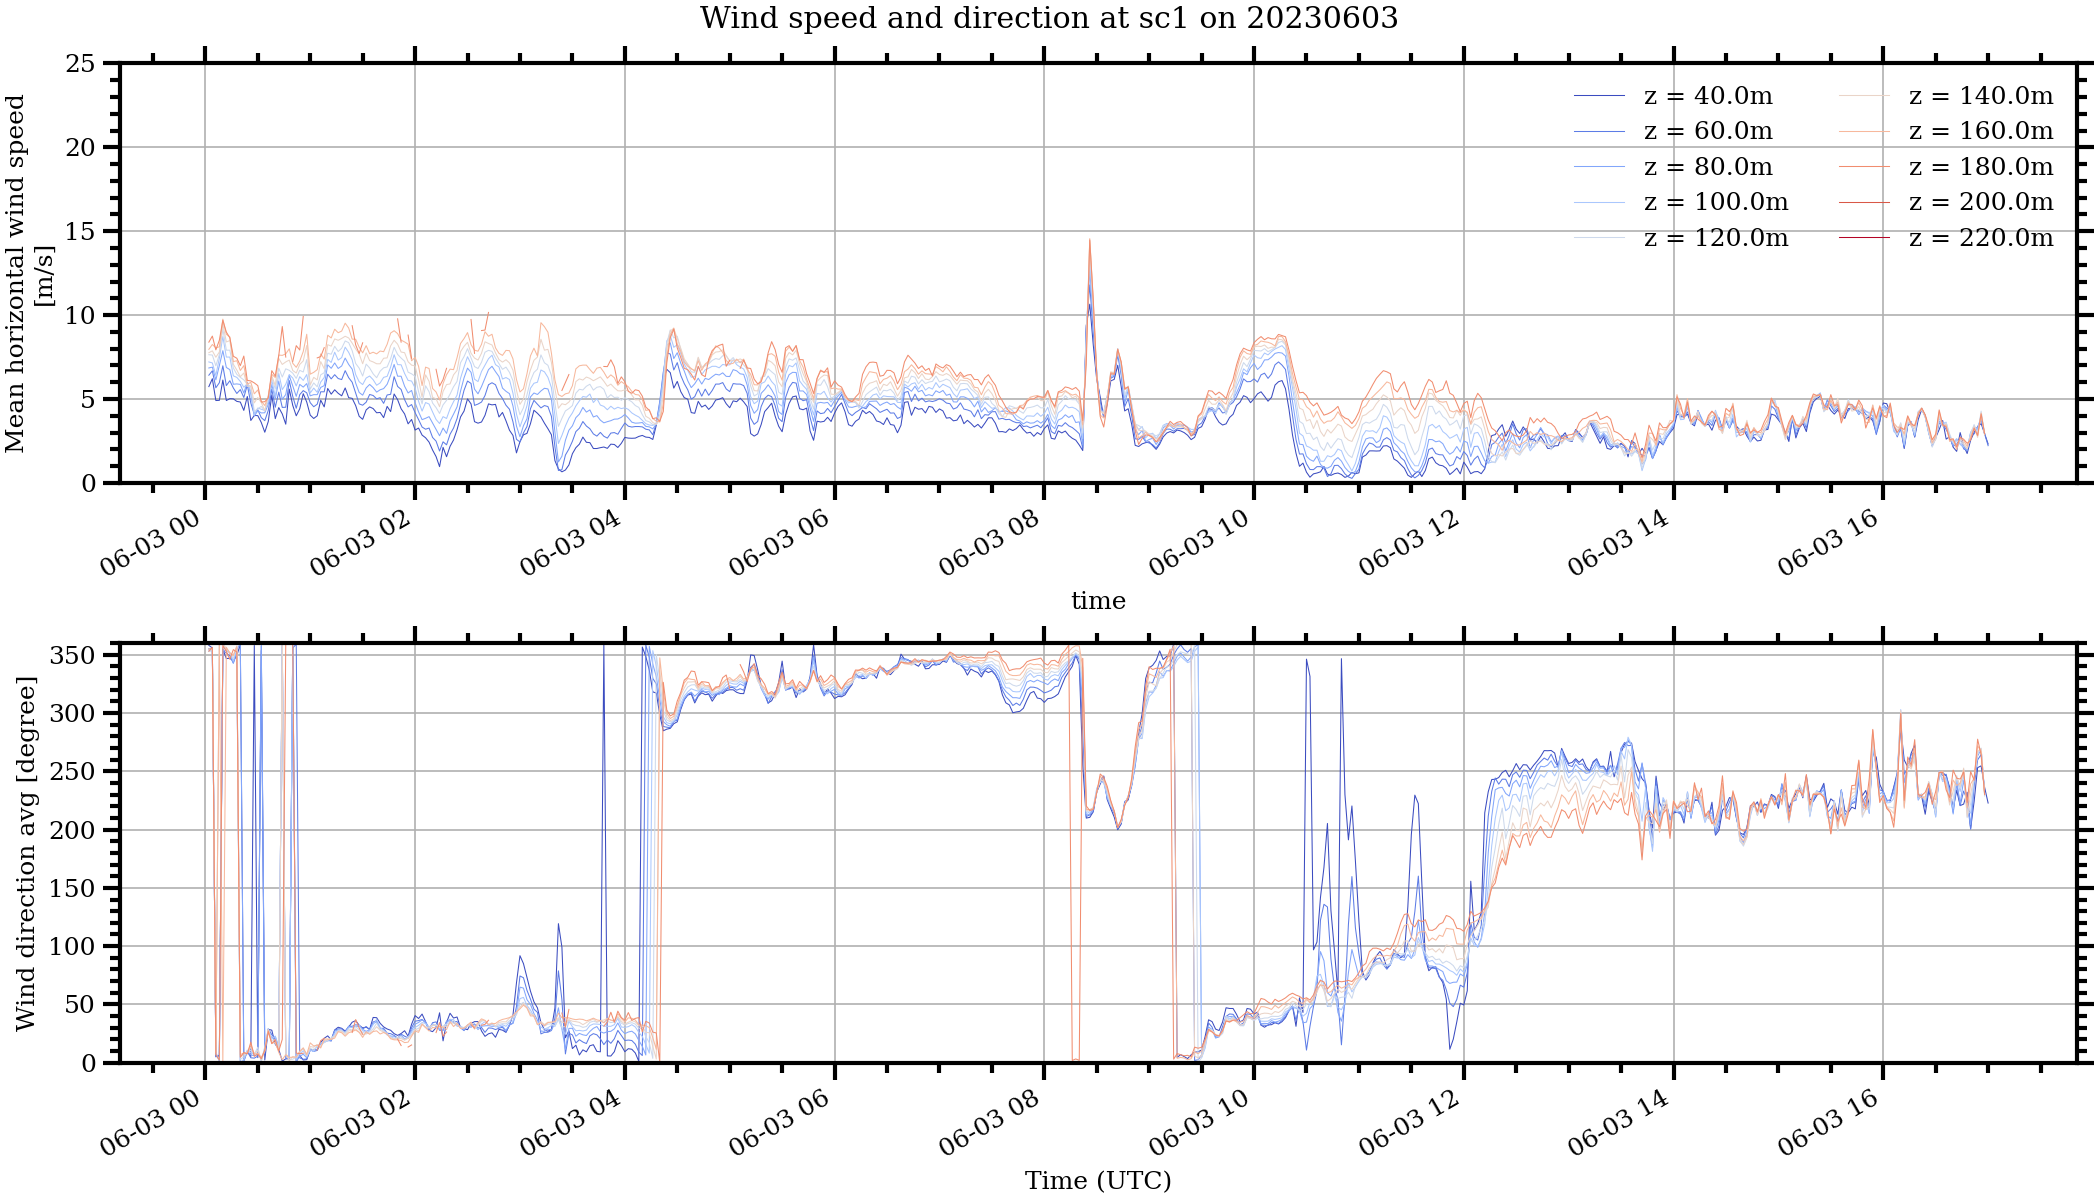 Wind speed and direction at sc1 on 20230603
Mean horizontal wind speed
[m/s]
25
20
15
10
5
0
z = 40.0m
z = 60.0m
z = 80.0m
z = 100.0m
z = 120.0m
z = 140.0m
z = 160.0m
z = 180.0m
z = 200.0m
z = 220.0m
06-03 00
06-03 02
06-03 04
06-03 06
06-03 08
06-03 10
06-03 12
06-03 14
06-03 16
time
Wind direction avg [degree]
350
300
250
200
150
100
50
0
06-03 00
06-03 02
06-03 04
06-03 06
06-03 08
06-03 10
06-03 12
06-03 14
06-03 16
Time (UTC)